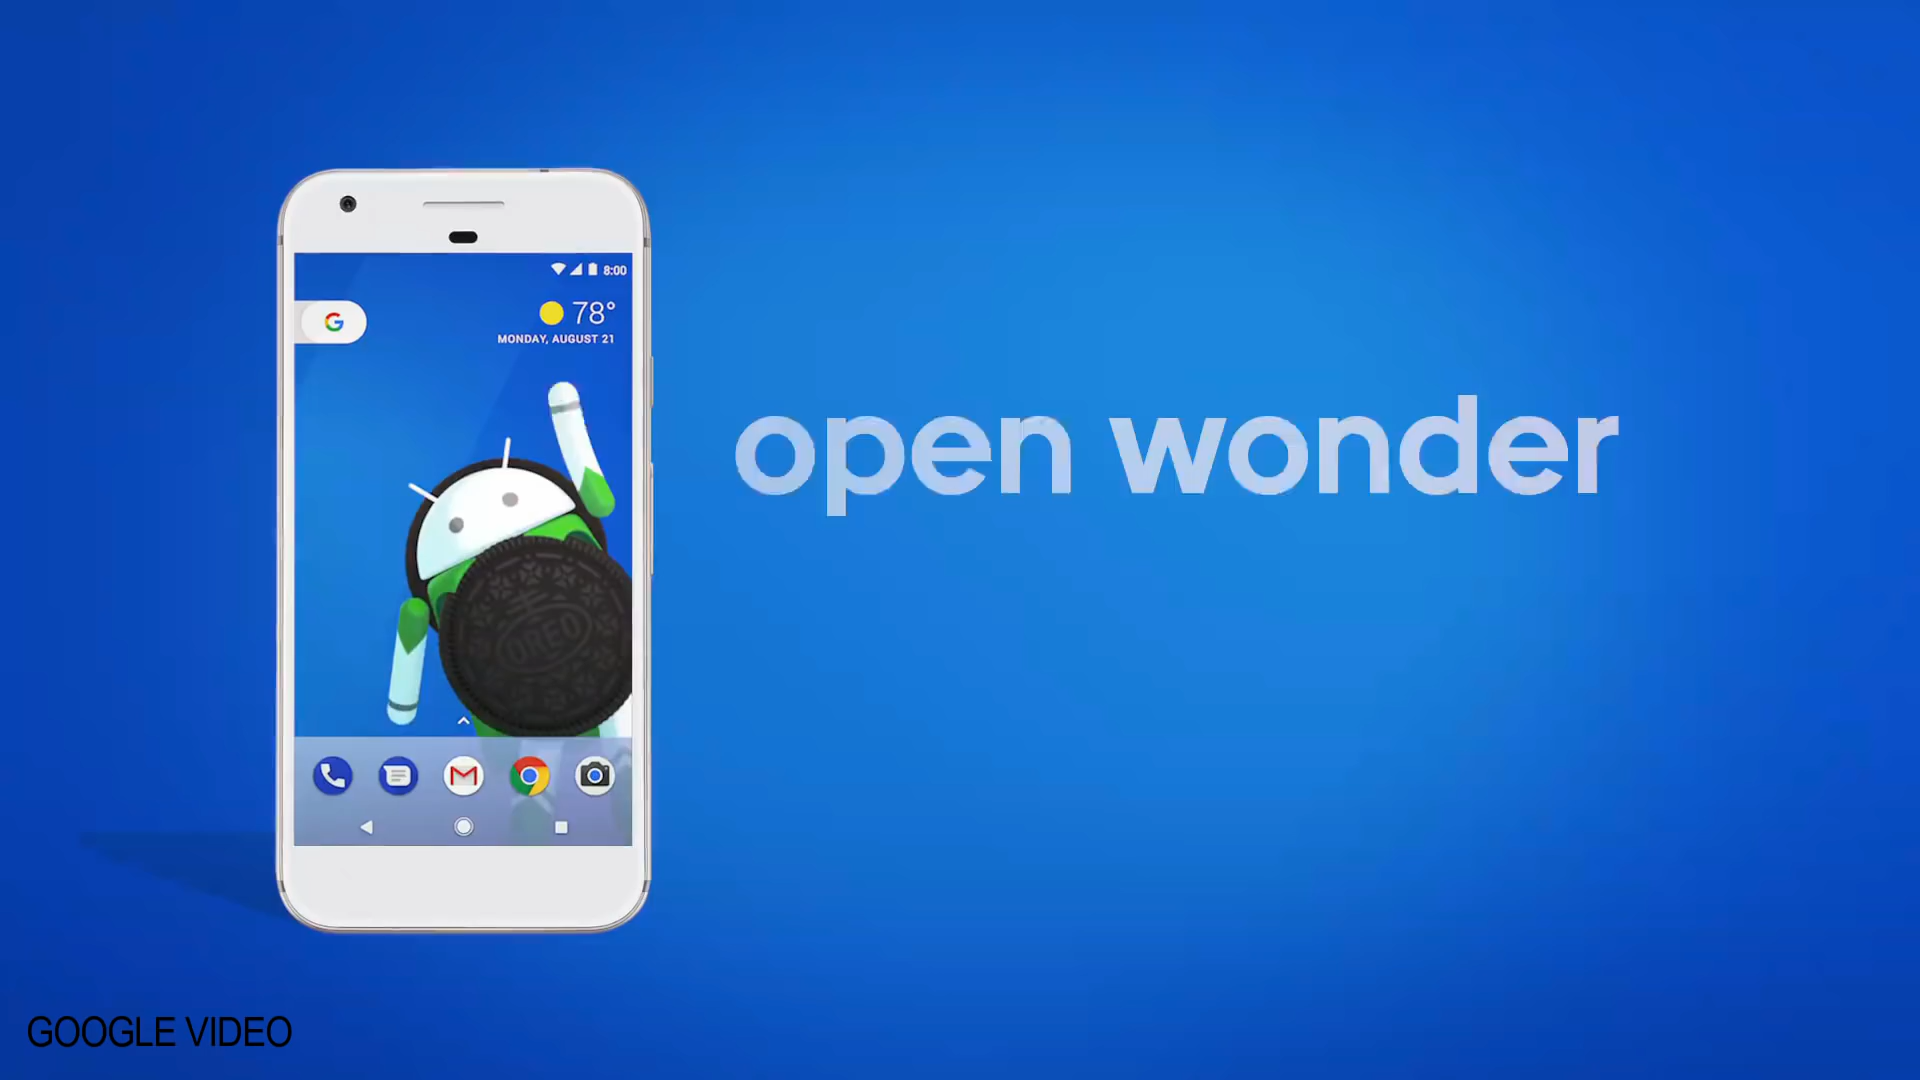 8:00
G
78°
MONDAY, AUGUST 21
open wonder
OREO
GOOGLE VIDEO